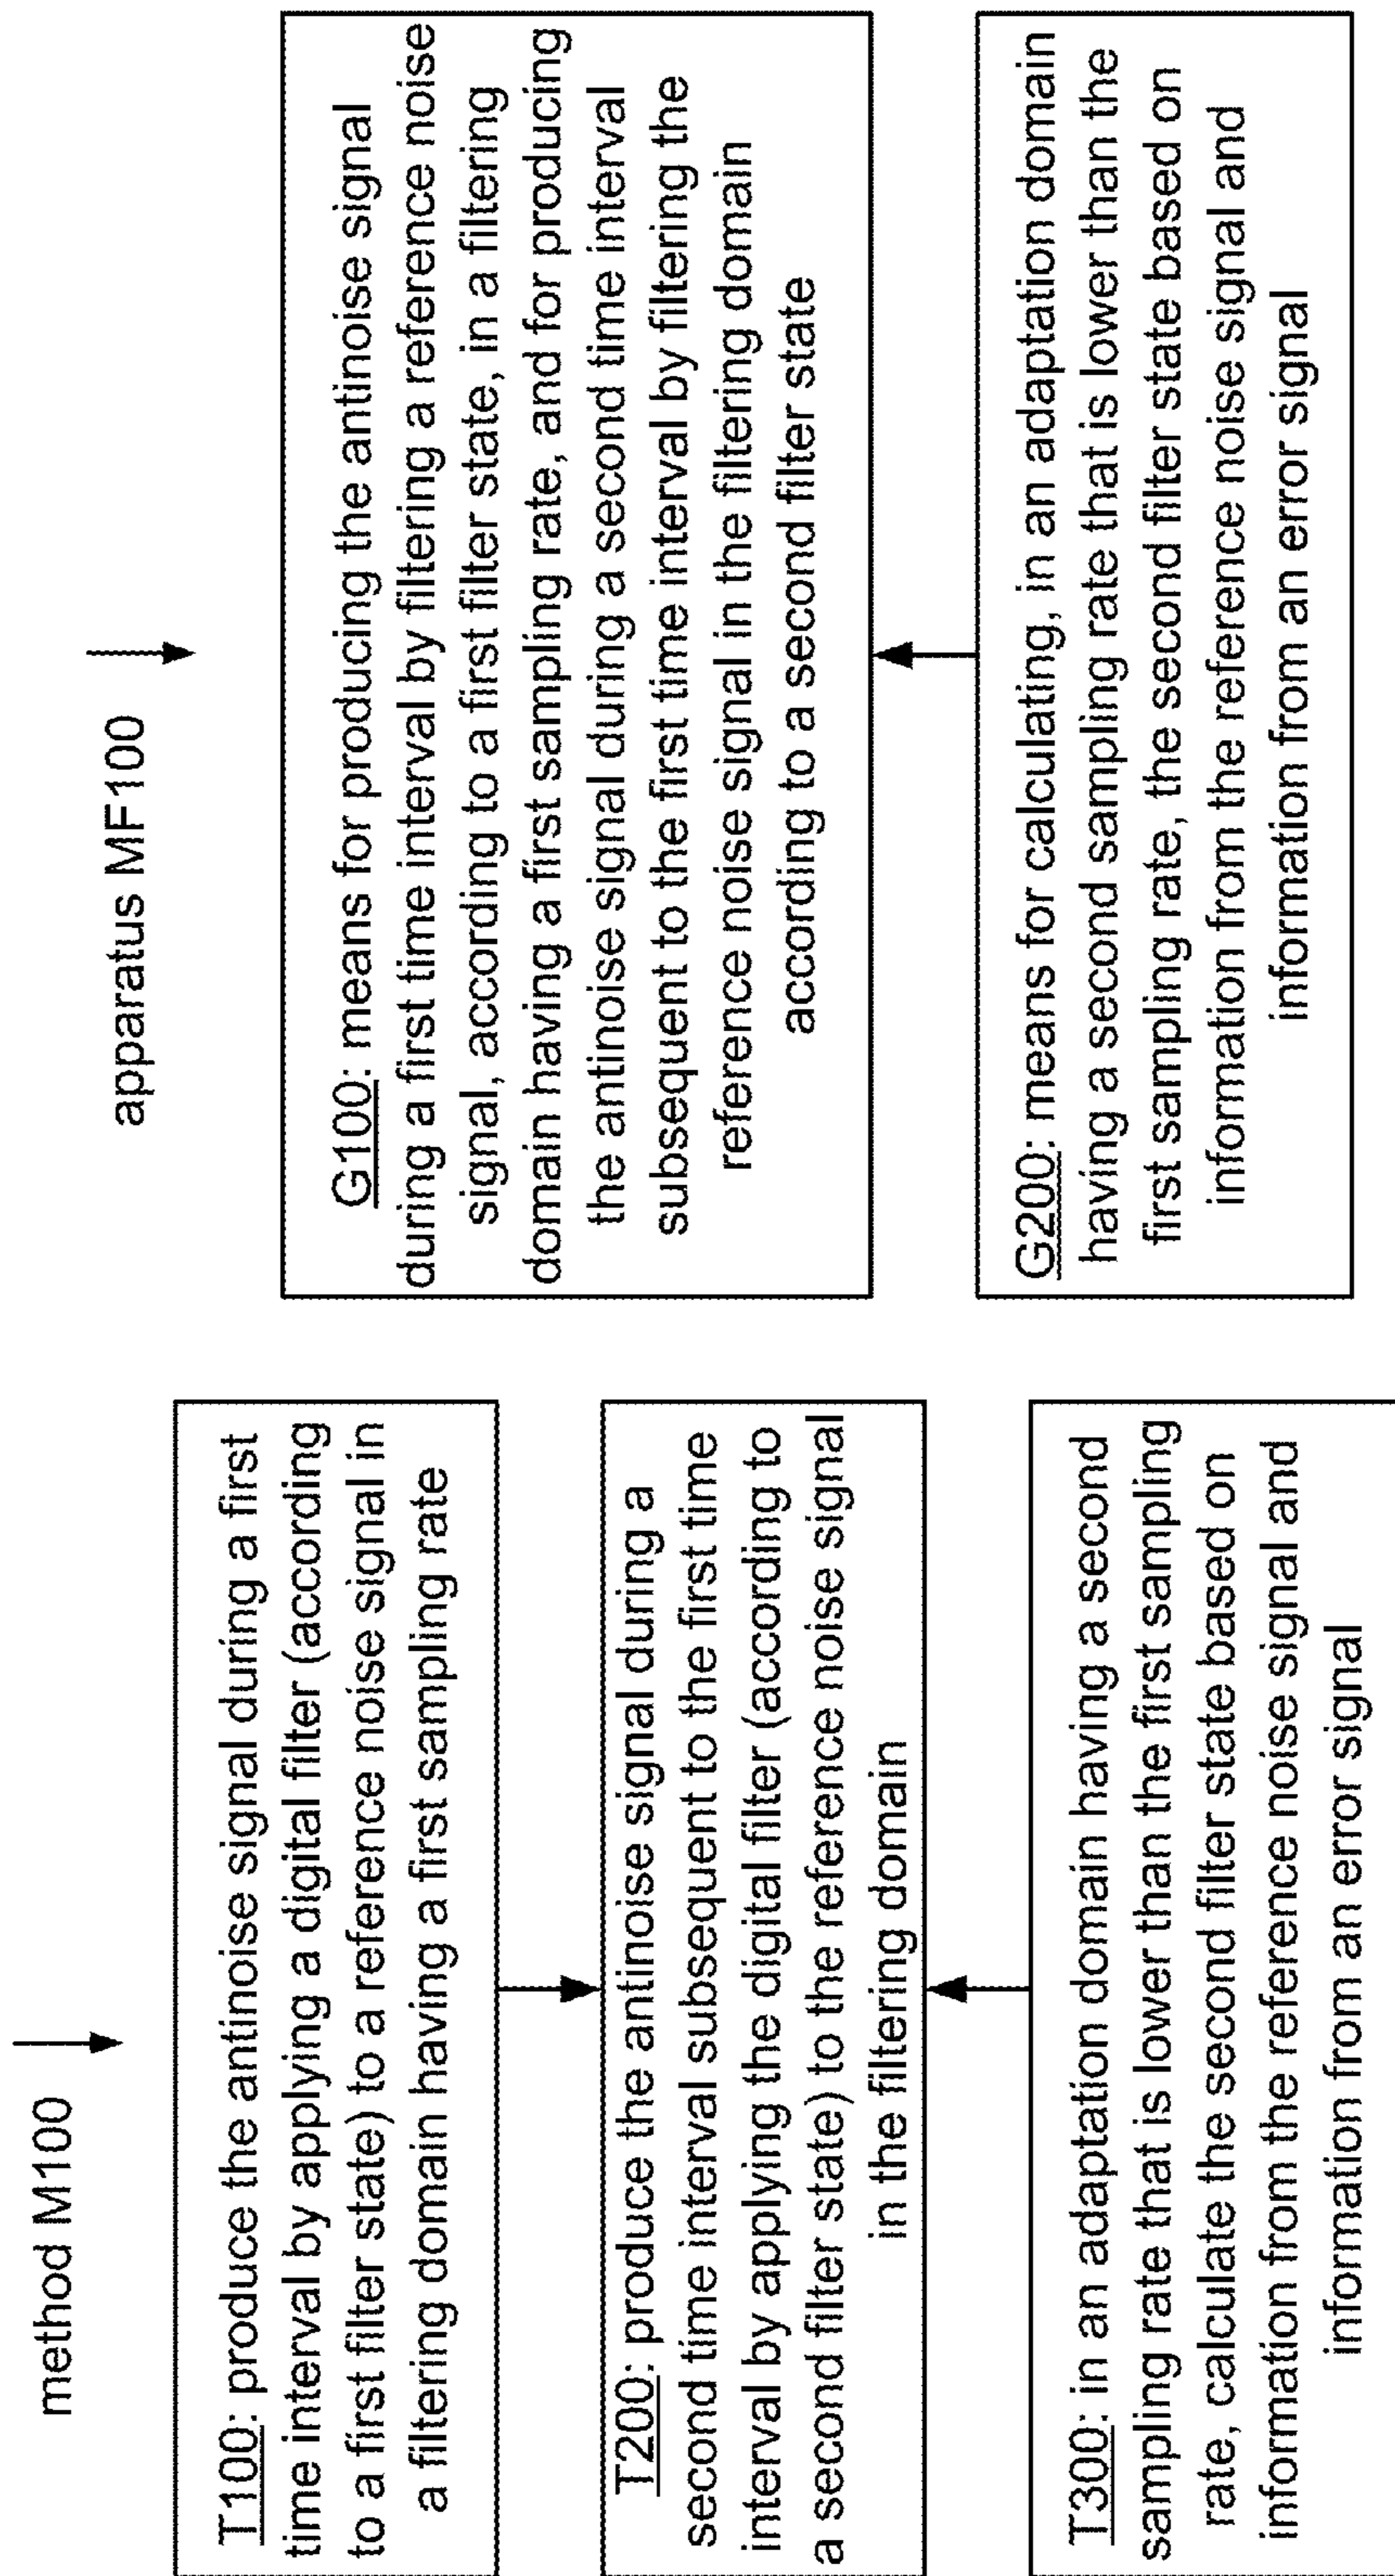 method M100
T100: produce the antinoise signal during a first
time interval by applying a digital filter (according
to a first filter state) to a reference noise signal in
a filtering domain having a first sampling rate
T200: produce the antinoise signal during a
second time interval subsequent to the first time
interval by applying the digital filter (according to
a second filter state) to the reference noise signal
in the filtering domain
T300: in an adaptation domain having a second
sampling rate that is lower than the first sampling
rate, calculate the second filter state based on
information from the reference noise signal and
information from an error signal
apparatus MF100
G100: means for producing the antinoise signal
during a first time interval by filtering a reference noise
signal, according to a first filter state, in a filtering
domain having a first sampling rate, and for producing
the antinoise signal during a second time interval
subsequent to the first time interval by filtering the
reference noise signal in the filtering domain
according to a second filter state
G200: means for calculating, in an adaptation domain
having a second sampling rate that is lower than the
first sampling rate, the second filter state based on
information from the reference noise signal and
information from an error signal